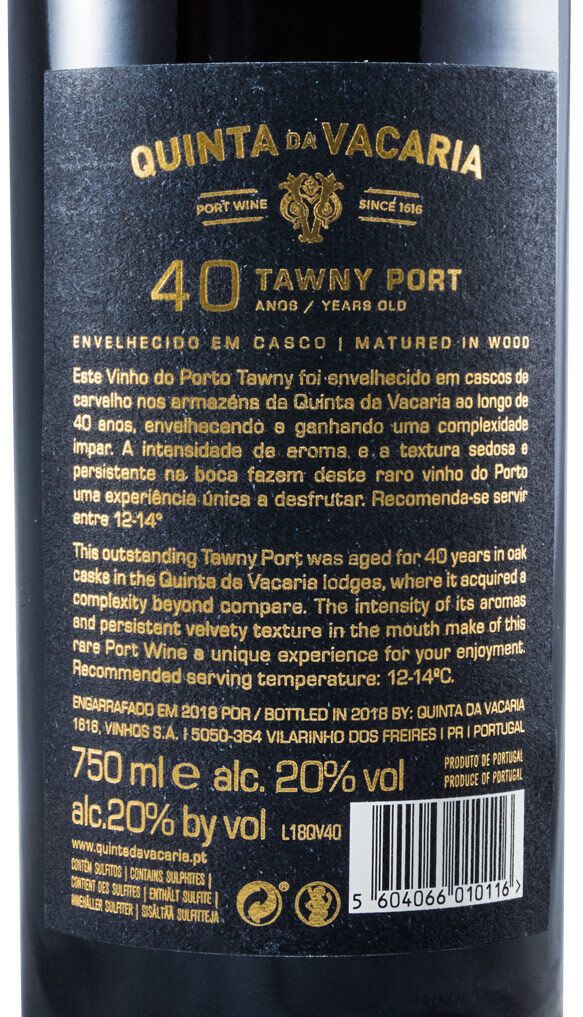 QUINTA DA VACARIA
PORT WINE SINCE 1616
40 TAWNY PORT
ANOS / YEARS OLD
ENVELHECIDO EM CASCO | MATURED IN WOOD
Este Vinho do Porto Tawny foi envelhecido em cascos de
carvalho nos armazéns da Quinta da Vacaria ao longo de
40 anos, envelhecendo e ganhando uma complexidade
impar. A intensidade de aroma e a textura sedosa e
persistente na boca fazem deste raro vinho do Porto
uma experiência única a desfrutar. Recomenda-se servir
entre 12-14°
This outstanding Tawny Port was aged for 40 years in oak
casks in the Quinta da Vacaria lodges, where it acquired a
complexity beyond compare. The intensity of its aromas
and persistent velvety texture in the mouth make of this
rare Port Wine a unique experience for your enjoyment.
Recommended serving temperature: 12-14ºC.
ENGARRAFADO EM 2018 POR / BOTTLED IN 2018 BY: QUINTA DA VACARIA
1616, VINHOS S.A. | 5050-364 VILARINHO DOS FREIRES | PR | PORTUGAL
750 ml e alc. 20% vol
PRODUTO DE PORTUGAL
PRODUCE OF PORTUGAL
alc.20% by vol L18QV40
www.quintadavacaria.pt
CONTÉM SULFITOS | CONTAINS SULPHITES |
CONTIENT DES SULFITES | ENTHÄLT SULFITE |
INNEHÅLLER SULFITER | SISÄLTÄÄ SULFIITTEJA
5 604066 010116 >